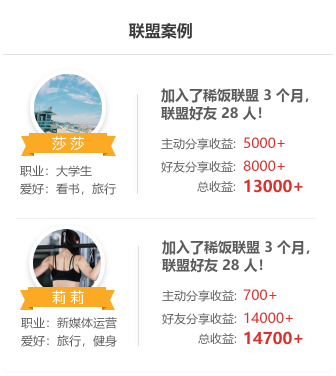 联盟案例
莎莎
职业：大学生
爱好：看书，旅行
加入了稀饭联盟 3 个月，
联盟好友 28 人！
主动分享收益: 5000+
好友分享收益: 8000+
总收益: 13000+
莉莉
职业：新媒体运营
爱好：旅行，健身
加入了稀饭联盟 3 个月，
联盟好友 28 人！
主动分享收益: 700+
好友分享收益: 14000+
总收益: 14700+